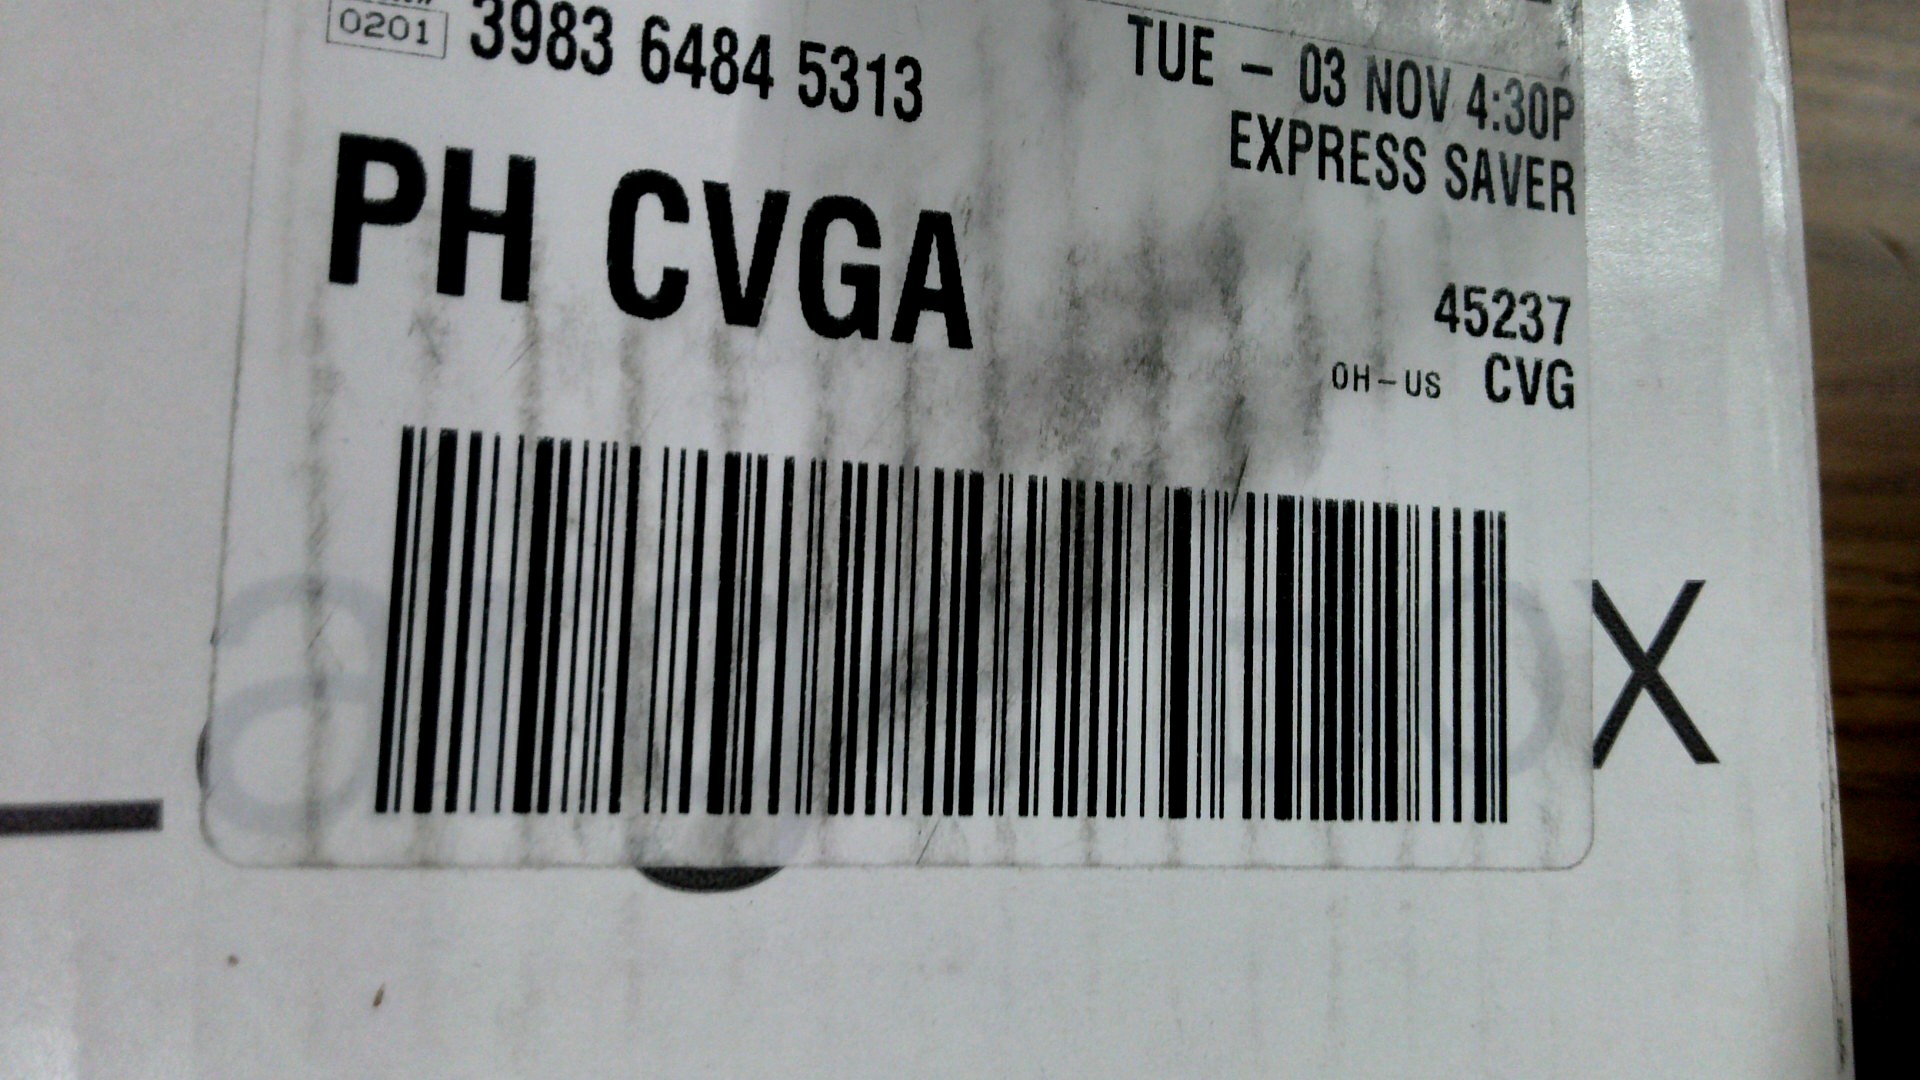 0201 3983 6484 5313
TUE - 03 NOV 4:30P
EXPRESS SAVER
PH CVGA
45237
OH-US CVG
X